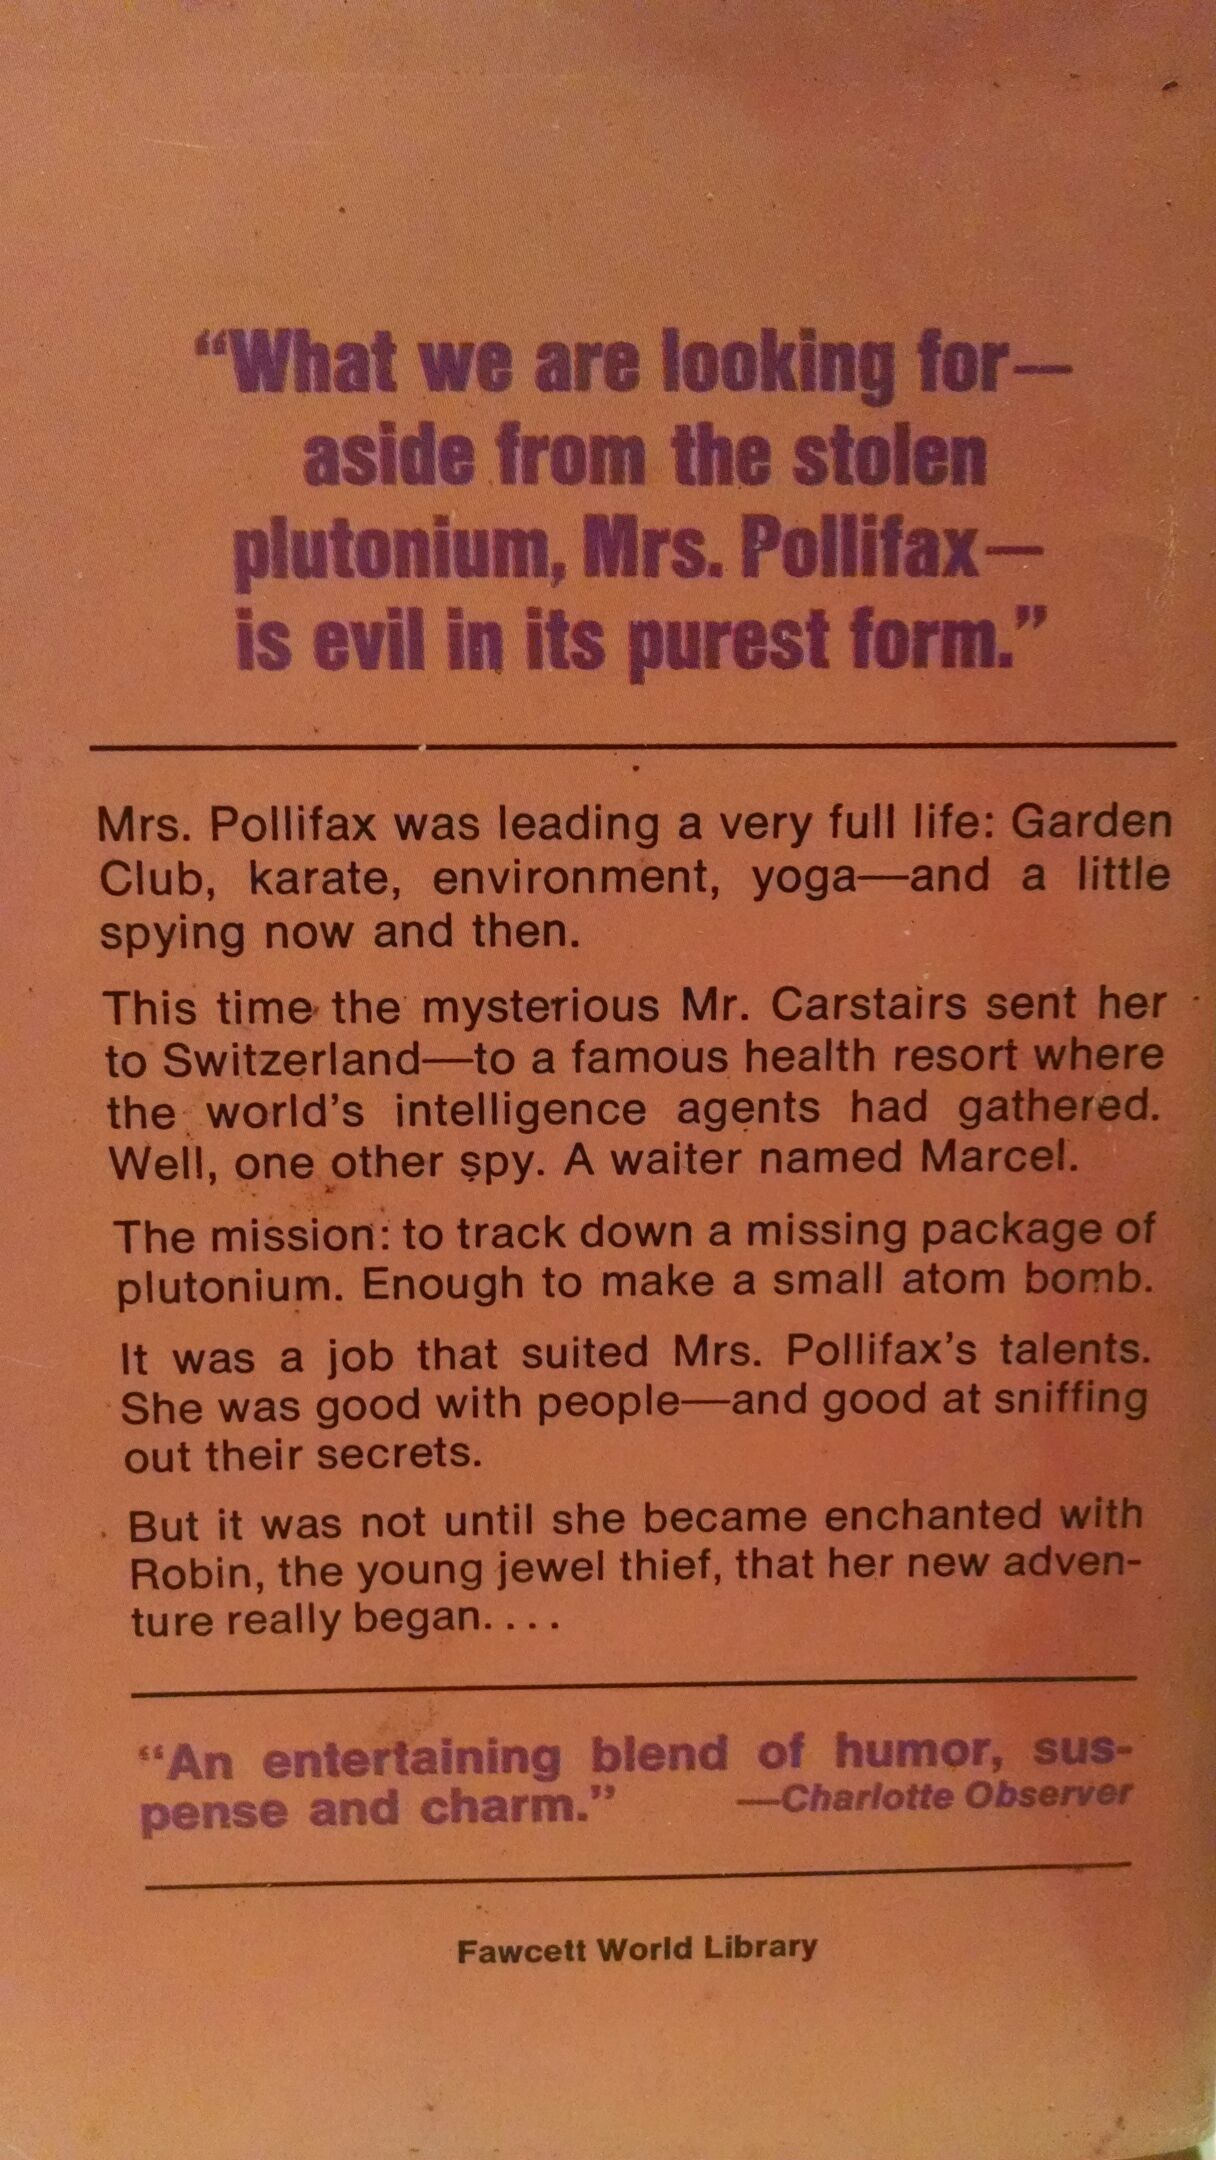 “What we are looking for—
aside from the stolen
plutonium, Mrs. Pollifax—
is evil in its purest form.”
Mrs. Pollifax was leading a very full life: Garden
Club, karate, environment, yoga—and a little
spying now and then.
This time the mysterious Mr. Carstairs sent her
to Switzerland—to a famous health resort where
the world’s intelligence agents had gathered.
Well, one other spy. A waiter named Marcel.
The mission: to track down a missing package of
plutonium. Enough to make a small atom bomb.
It was a job that suited Mrs. Pollifax’s talents.
She was good with people—and good at sniffing
out their secrets.
But it was not until she became enchanted with
Robin, the young jewel thief, that her new adven-
ture really began....
“An entertaining blend of humor, sus-
pense and charm.” —Charlotte Observer
Fawcett World Library